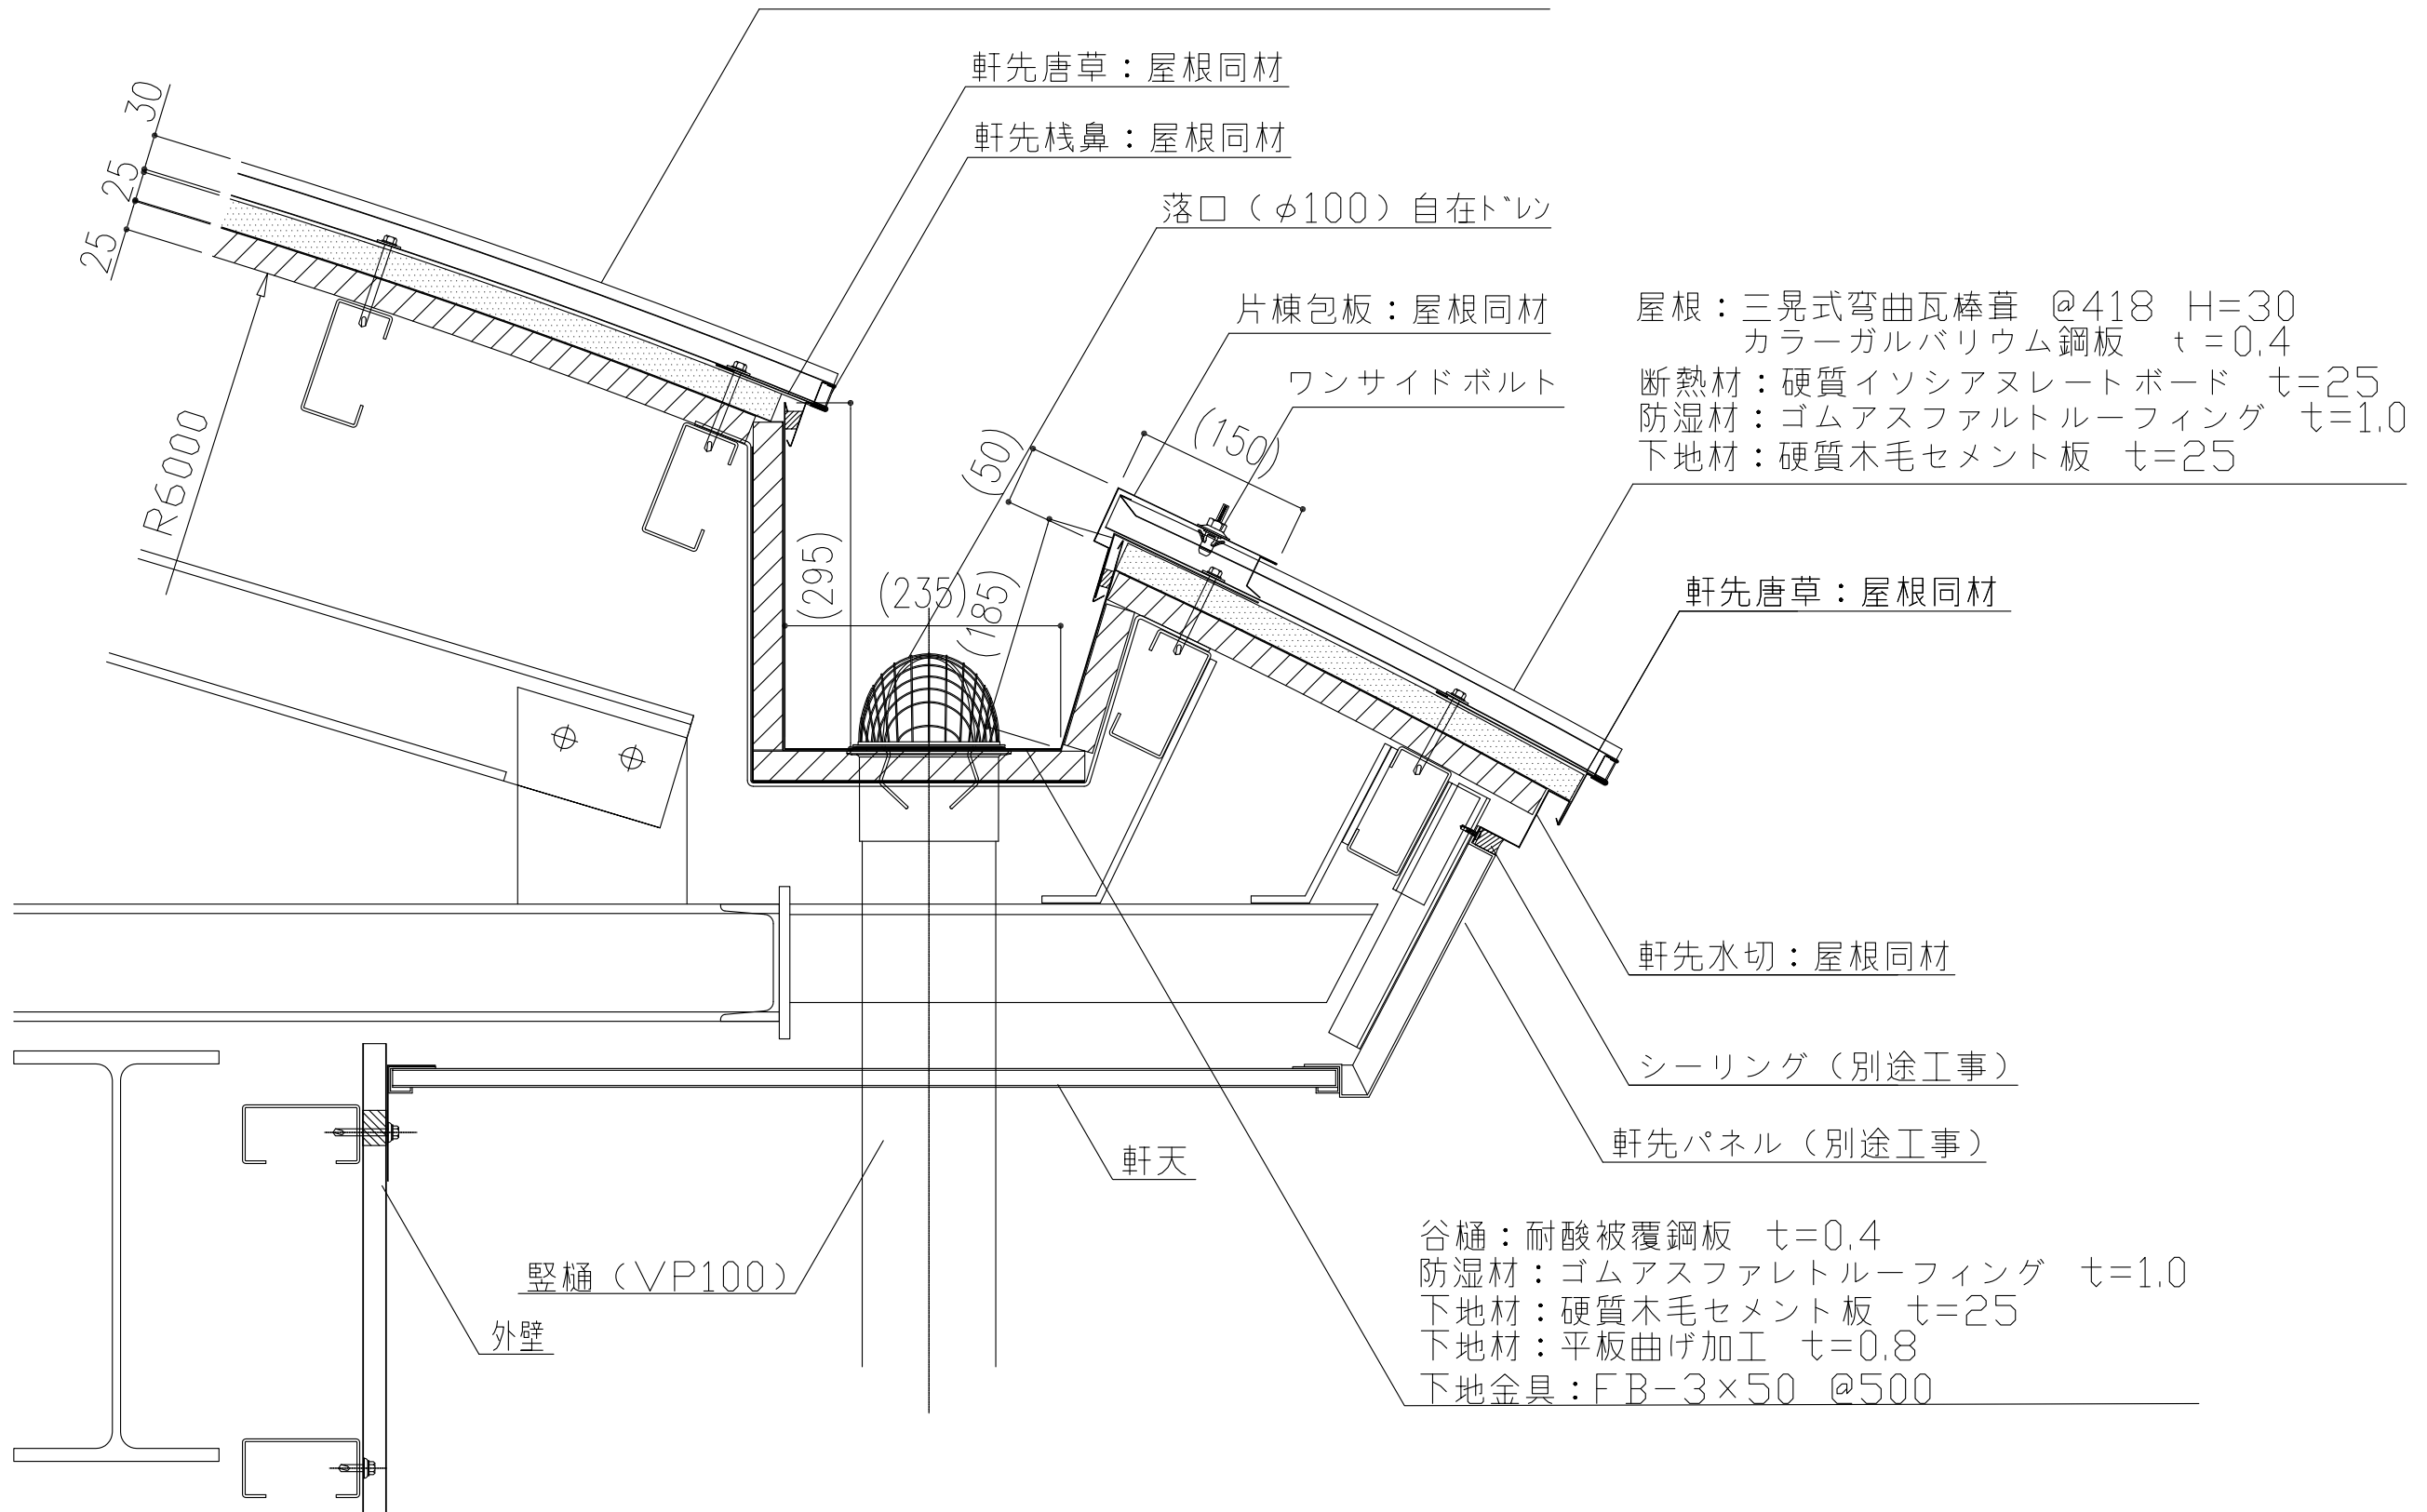 軒先唐草：屋根同材
軒先桟鼻：屋根同材
落口（φ100）自在ドレン
片棟包板：屋根同材
ワンサイドボルト
屋根：三晃式弯曲瓦棒葺 @418 H=30
カラーガルバリウム鋼板 t=0.4
断熱材：硬質イソシアヌレートボード t=25
防湿材：ゴムアスファルトルーフィング t=1.0
下地材：硬質木毛セメント板 t=25
30
25
25
R6000
(50)
(150)
(295)
(235)
(185)
軒先唐草：屋根同材
軒先水切：屋根同材
シーリング（別途工事）
軒先パネル（別途工事）
軒天
竪樋（VP100）
外壁
谷樋：耐酸被覆鋼板 t=0.4
防湿材：ゴムアスファレトルーフィング t=1.0
下地材：硬質木毛セメント板 t=25
下地材：平板曲げ加工 t=0.8
下地金具：FB-3×50 @500